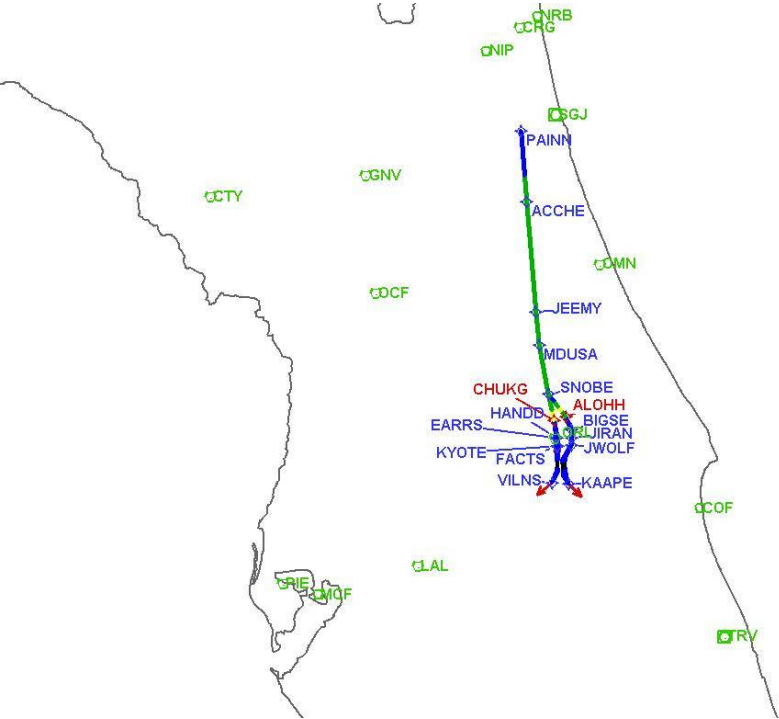 NRB
CRG
NIP
SGJ
PAINN
GNV
CTY
ACCHE
OMN
OCF
JEEMY
MDUSA
SNOBE
CHUKG
ALOHH
HANDD
BIGSE
EARRS
ORL
JIRAN
KYOTE
JWOLF
FACTS
VILNS
KAAPE
COF
LAL
PIE
MCF
TRV